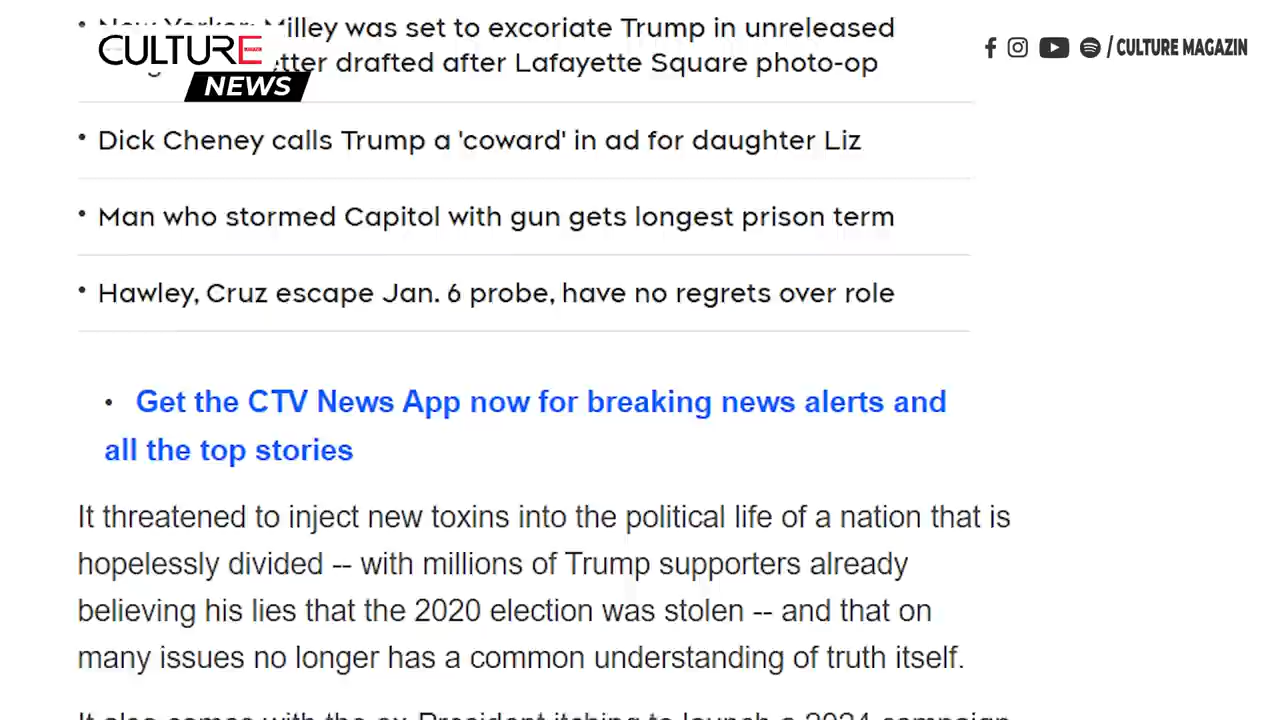 Milley was set to excoriate Trump in unreleased
CULTURE
NEWS
/ CULTURE MAGAZIN
drafted after Lafayette Square photo-op
• Dick Cheney calls Trump a 'coward' in ad for daughter Liz
• Man who stormed Capitol with gun gets longest prison term
• Hawley, Cruz escape Jan. 6 probe, have no regrets over role
• Get the CTV News App now for breaking news alerts and
all the top stories
It threatened to inject new toxins into the political life of a nation that is
hopelessly divided -- with millions of Trump supporters already
believing his lies that the 2020 election was stolen -- and that on
many issues no longer has a common understanding of truth itself.